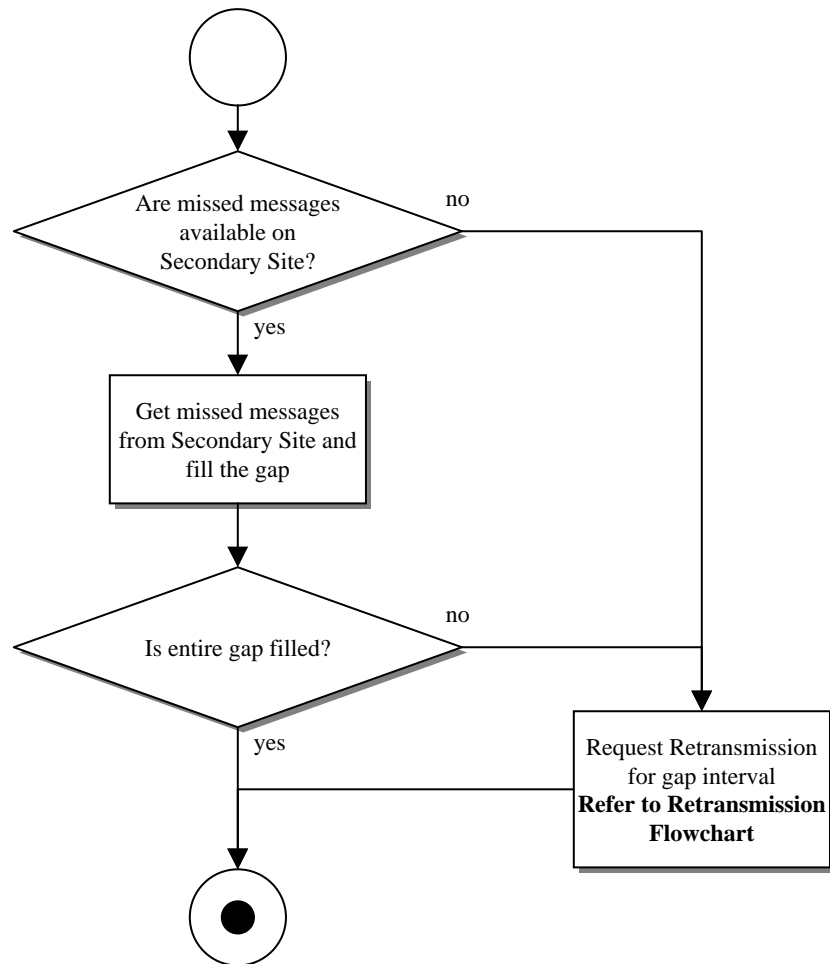 Are missed messages
available on
Secondary Site?
no
yes
Get missed messages
from Secondary Site and
fill the gap
Is entire gap filled?
no
yes
Request Retransmission
for gap interval
Refer to Retransmission
Flowchart